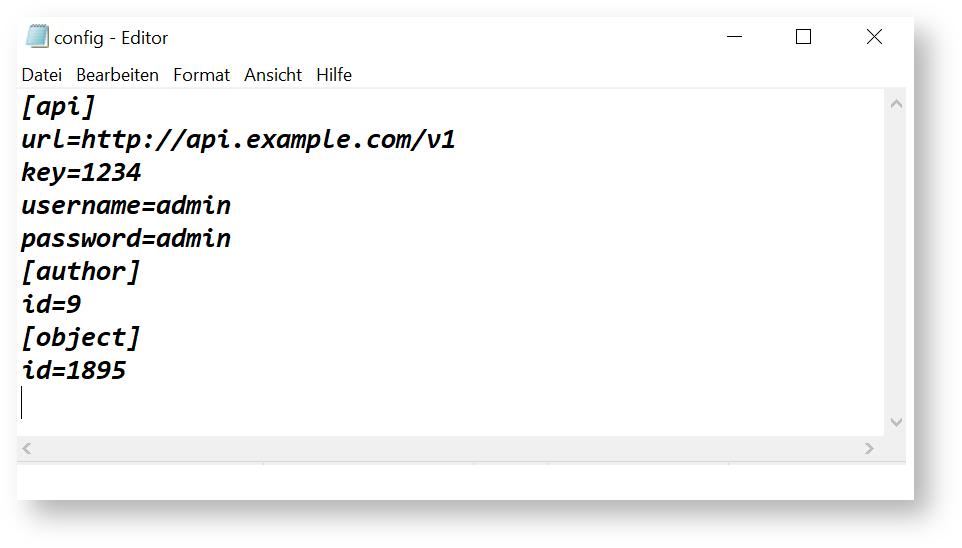 config - Editor
Datei Bearbeiten Format Ansicht Hilfe
[api]
url=http://api.example.com/v1
key=1234
username=admin
password=admin
[author]
id=9
[object]
id=1895